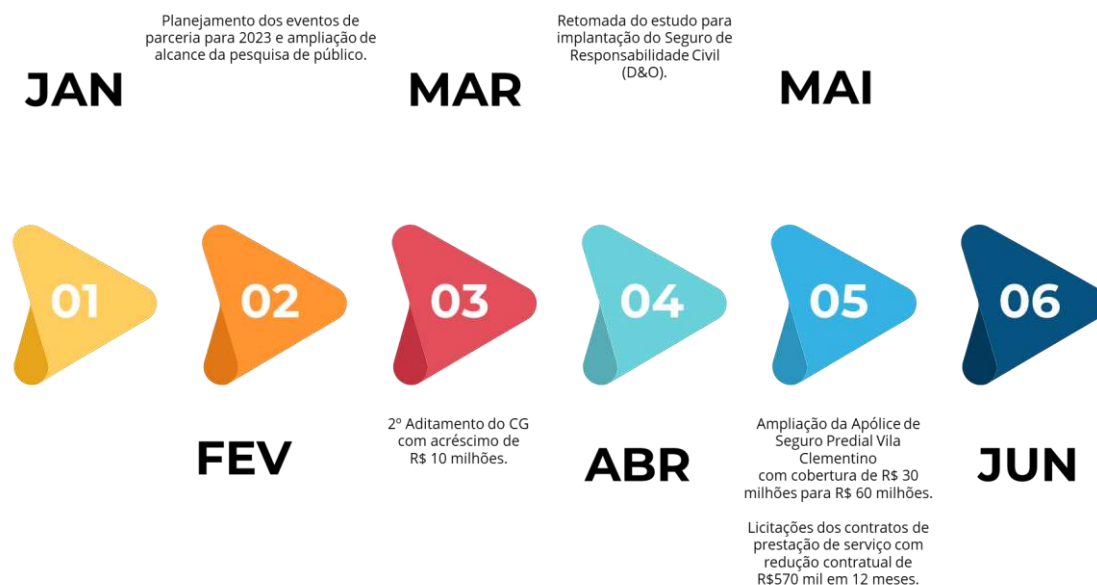 JAN
Planejamento dos eventos de
parceria para 2023 e ampliação de
alcance da pesquisa de público.
MAR
Retomada do estudo para
implantação do Seguro de
Responsabilidade Civil
(D&O).
MAI
01
02
03
04
05
06
FEV
2º Aditamento do CG
com acréscimo de
R$ 10 milhões.
ABR
Ampliação da Apólice de
Seguro Predial Vila
Clementino
com cobertura de R$ 30
milhões para R$ 60 milhões.
Licitações dos contratos de
prestação de serviço com
redução contratual de
R$570 mil em 12 meses.
JUN